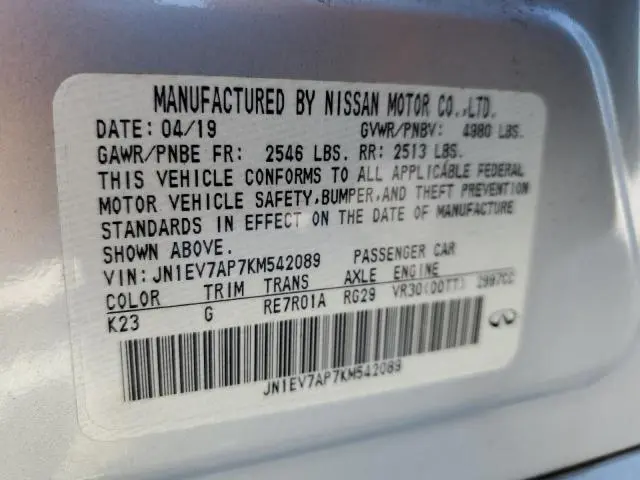 MANUFACTURED BY NISSAN MOTOR CO.,LTD.
DATE: 04/19 GVWR/PNBV: 4980 LBS.
GAWR/PNBE FR: 2546 LBS. RR: 2513 LBS.
THIS VEHICLE CONFORMS TO ALL APPLICABLE FEDERAL
MOTOR VEHICLE SAFETY,BUMPER,AND THEFT PREVENTION
STANDARDS IN EFFECT ON THE DATE OF MANUFACTURE
SHOWN ABOVE.
VIN: JN1EV7AP7KM542089 PASSENGER CAR
COLOR TRIM TRANS AXLE ENGINE
K23 G RE7R01A RG29 VR30(DDTT) 2997CC
JN1EV7AP7KM542089